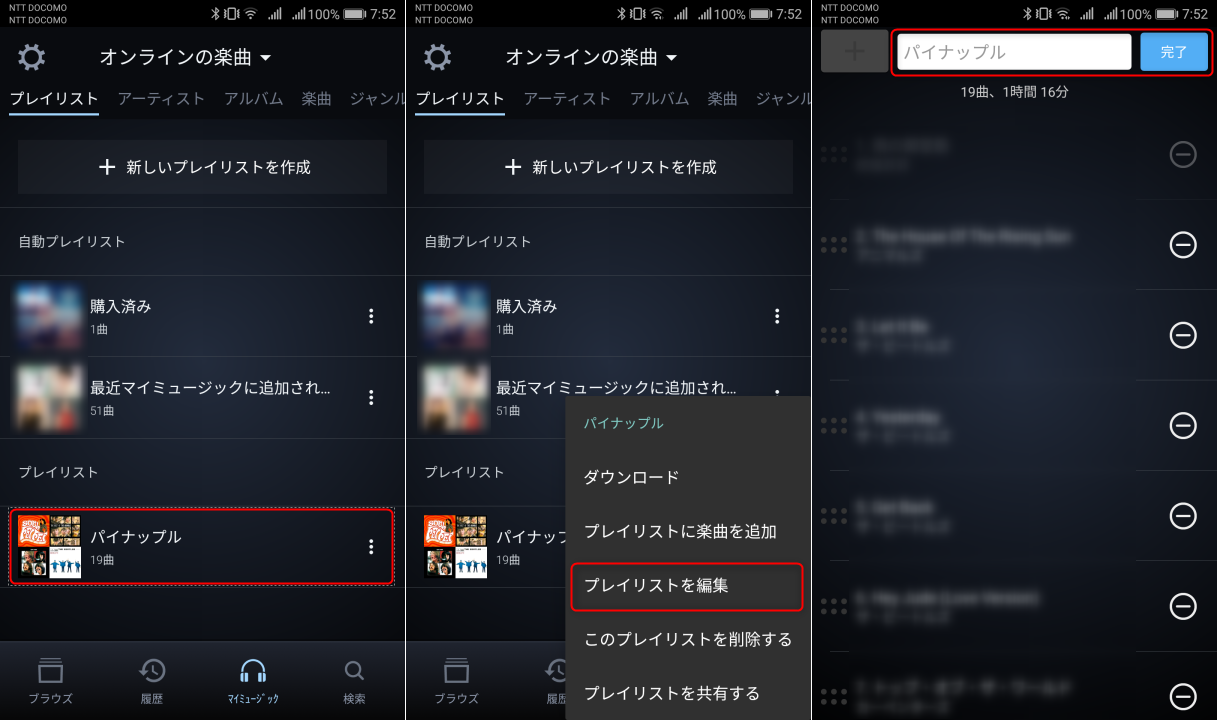 NTT DOCOMO
NTT DOCOMO
100% 7:52
オンラインの楽曲
プレイリスト アーティスト アルバム 楽曲 ジャンル
+ 新しいプレイリストを作成
自動プレイリスト
購入済み
1曲
最近マイミュージックに追加され...
51曲
プレイリスト
パイナップル
19曲
ブラウズ 履歴 マイミュージック 検索
NTT DOCOMO
NTT DOCOMO
100% 7:52
オンラインの楽曲
プレイリスト アーティスト アルバム 楽曲 ジャンル
+ 新しいプレイリストを作成
自動プレイリスト
購入済み
1曲
最近マイミュージックに追加され...
51曲
プレイリスト
パイナップ
19曲
ブラウズ 履歴
パイナップル
ダウンロード
プレイリストに楽曲を追加
プレイリストを編集
このプレイリストを削除する
プレイリストを共有する
NTT DOCOMO
NTT DOCOMO
100% 7:52
+ パイナップル 完了
19曲、1時間 16分